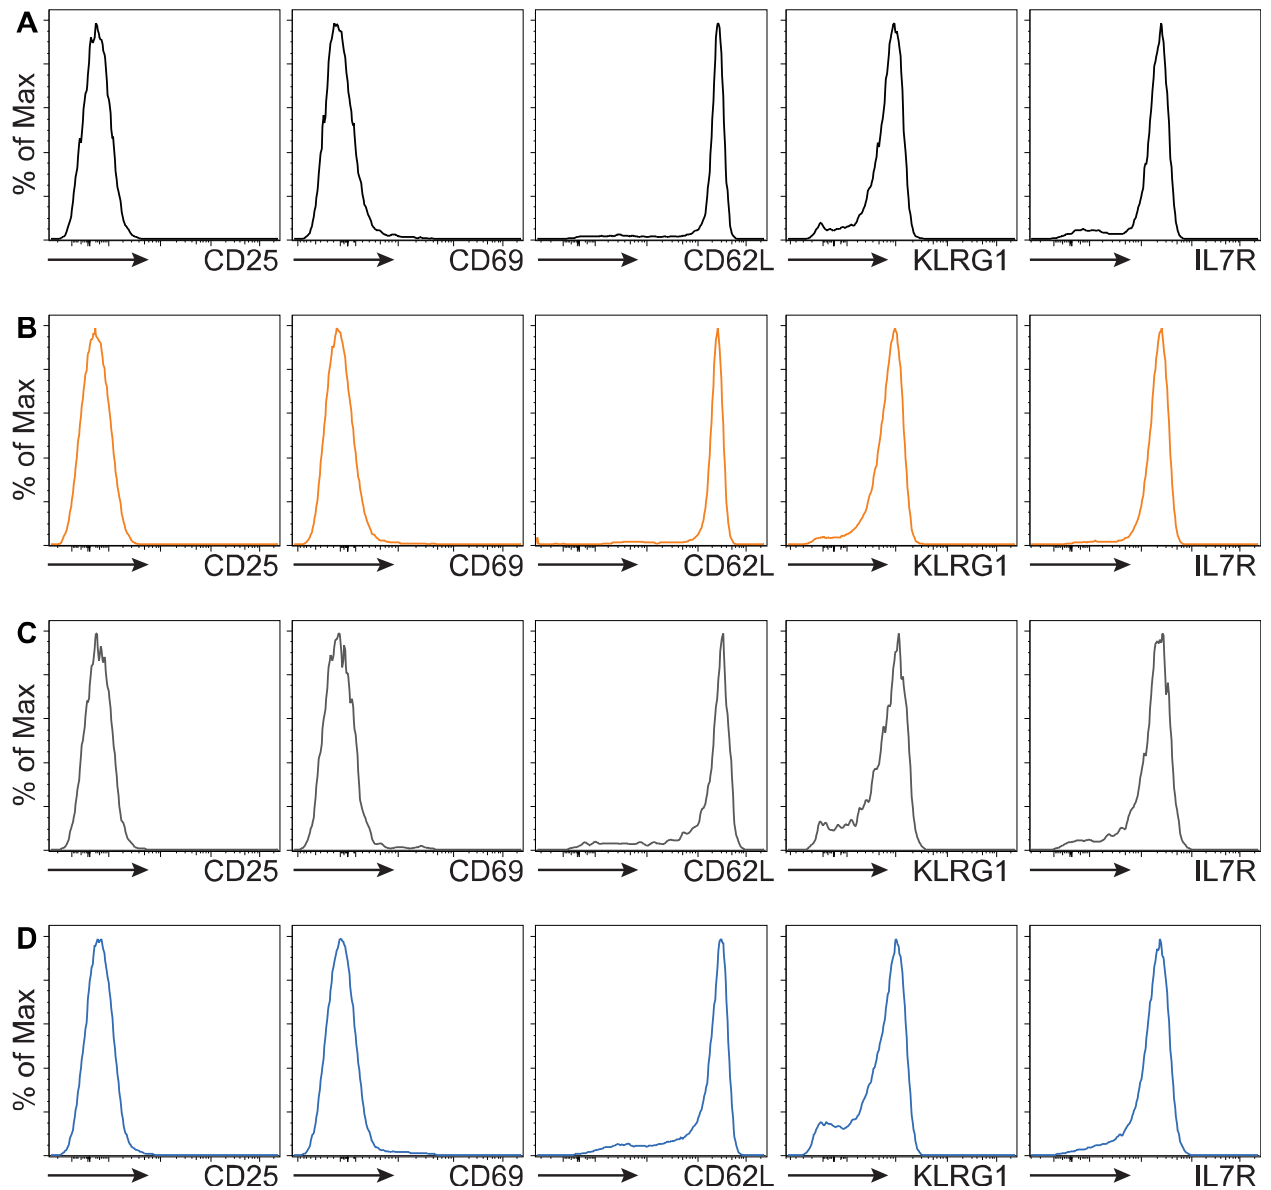 A
% of Max
CD25 CD69 CD62L KLRG1 IL7R
B
% of Max
CD25 CD69 CD62L KLRG1 IL7R
C
% of Max
CD25 CD69 CD62L KLRG1 IL7R
D
% of Max
CD25 CD69 CD62L KLRG1 IL7R